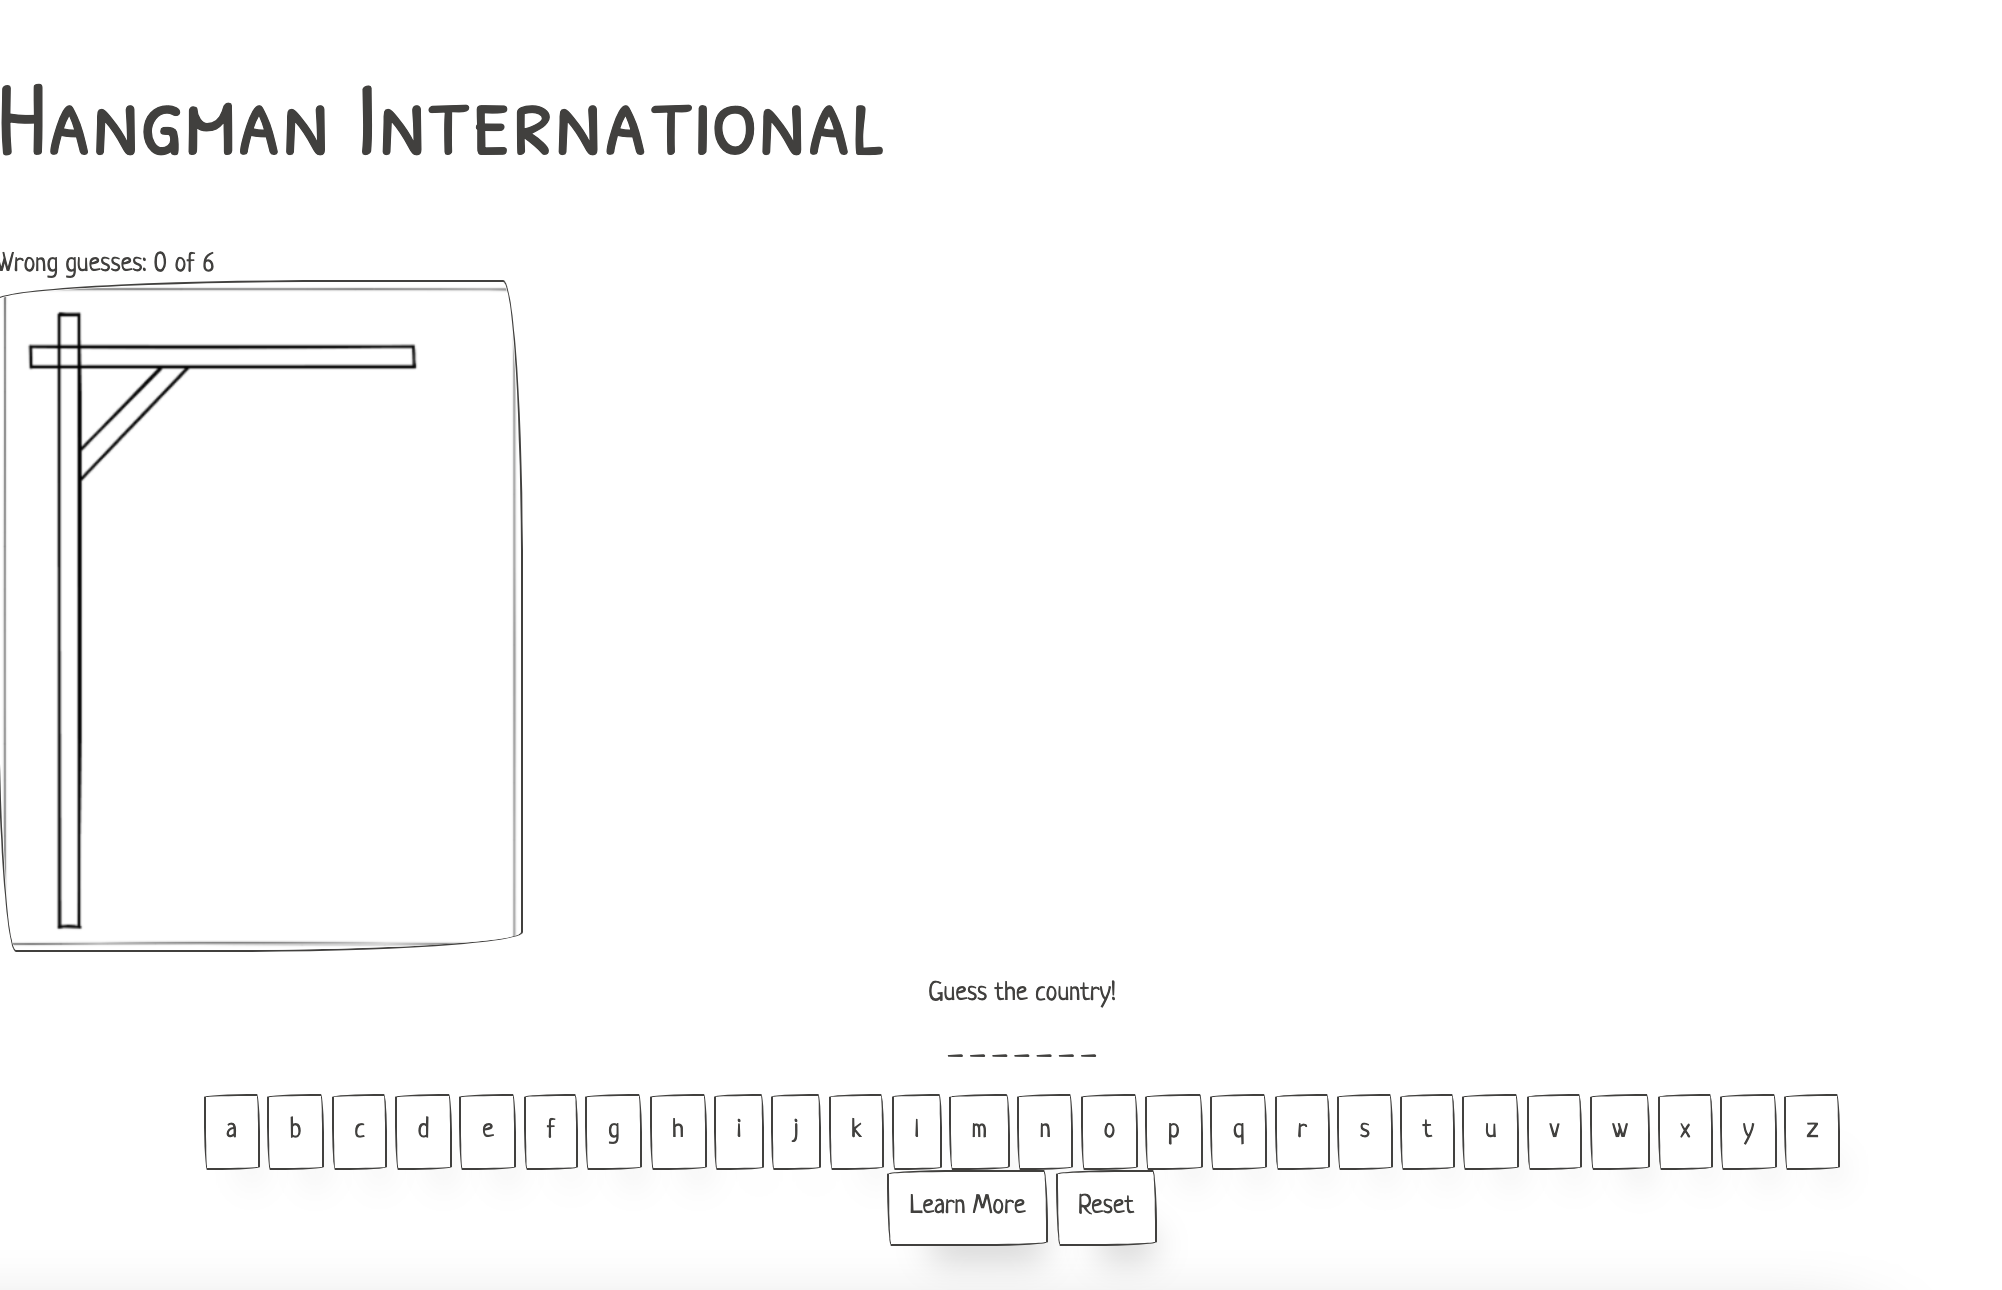 Hangman International
Wrong guesses: 0 of 6
Guess the country!
_ _ _ _ _ _ _
a b c d e f g h i j k l m n o p q r s t u v w x y z
Learn More Reset